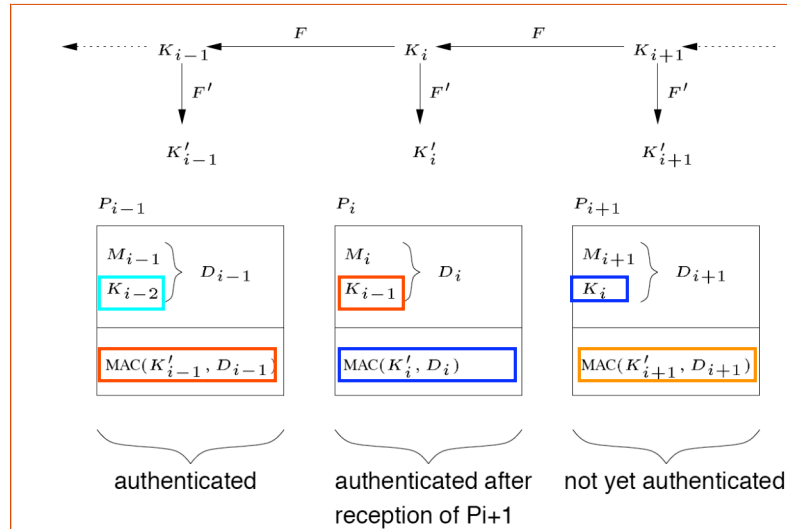 F F
K_{i-1} K_i K_{i+1}
F' F' F'
K'_{i-1} K'_i K'_{i+1}
P_{i-1} P_i P_{i+1}
M_{i-1} M_i M_{i+1}
D_{i-1} D_i D_{i+1}
K_{i-2} K_{i-1} K_i
MAC(K'_{i-1}, D_{i-1}) MAC(K'_i, D_i) MAC(K'_{i+1}, D_{i+1})
authenticated authenticated after not yet authenticated
reception of Pi+1